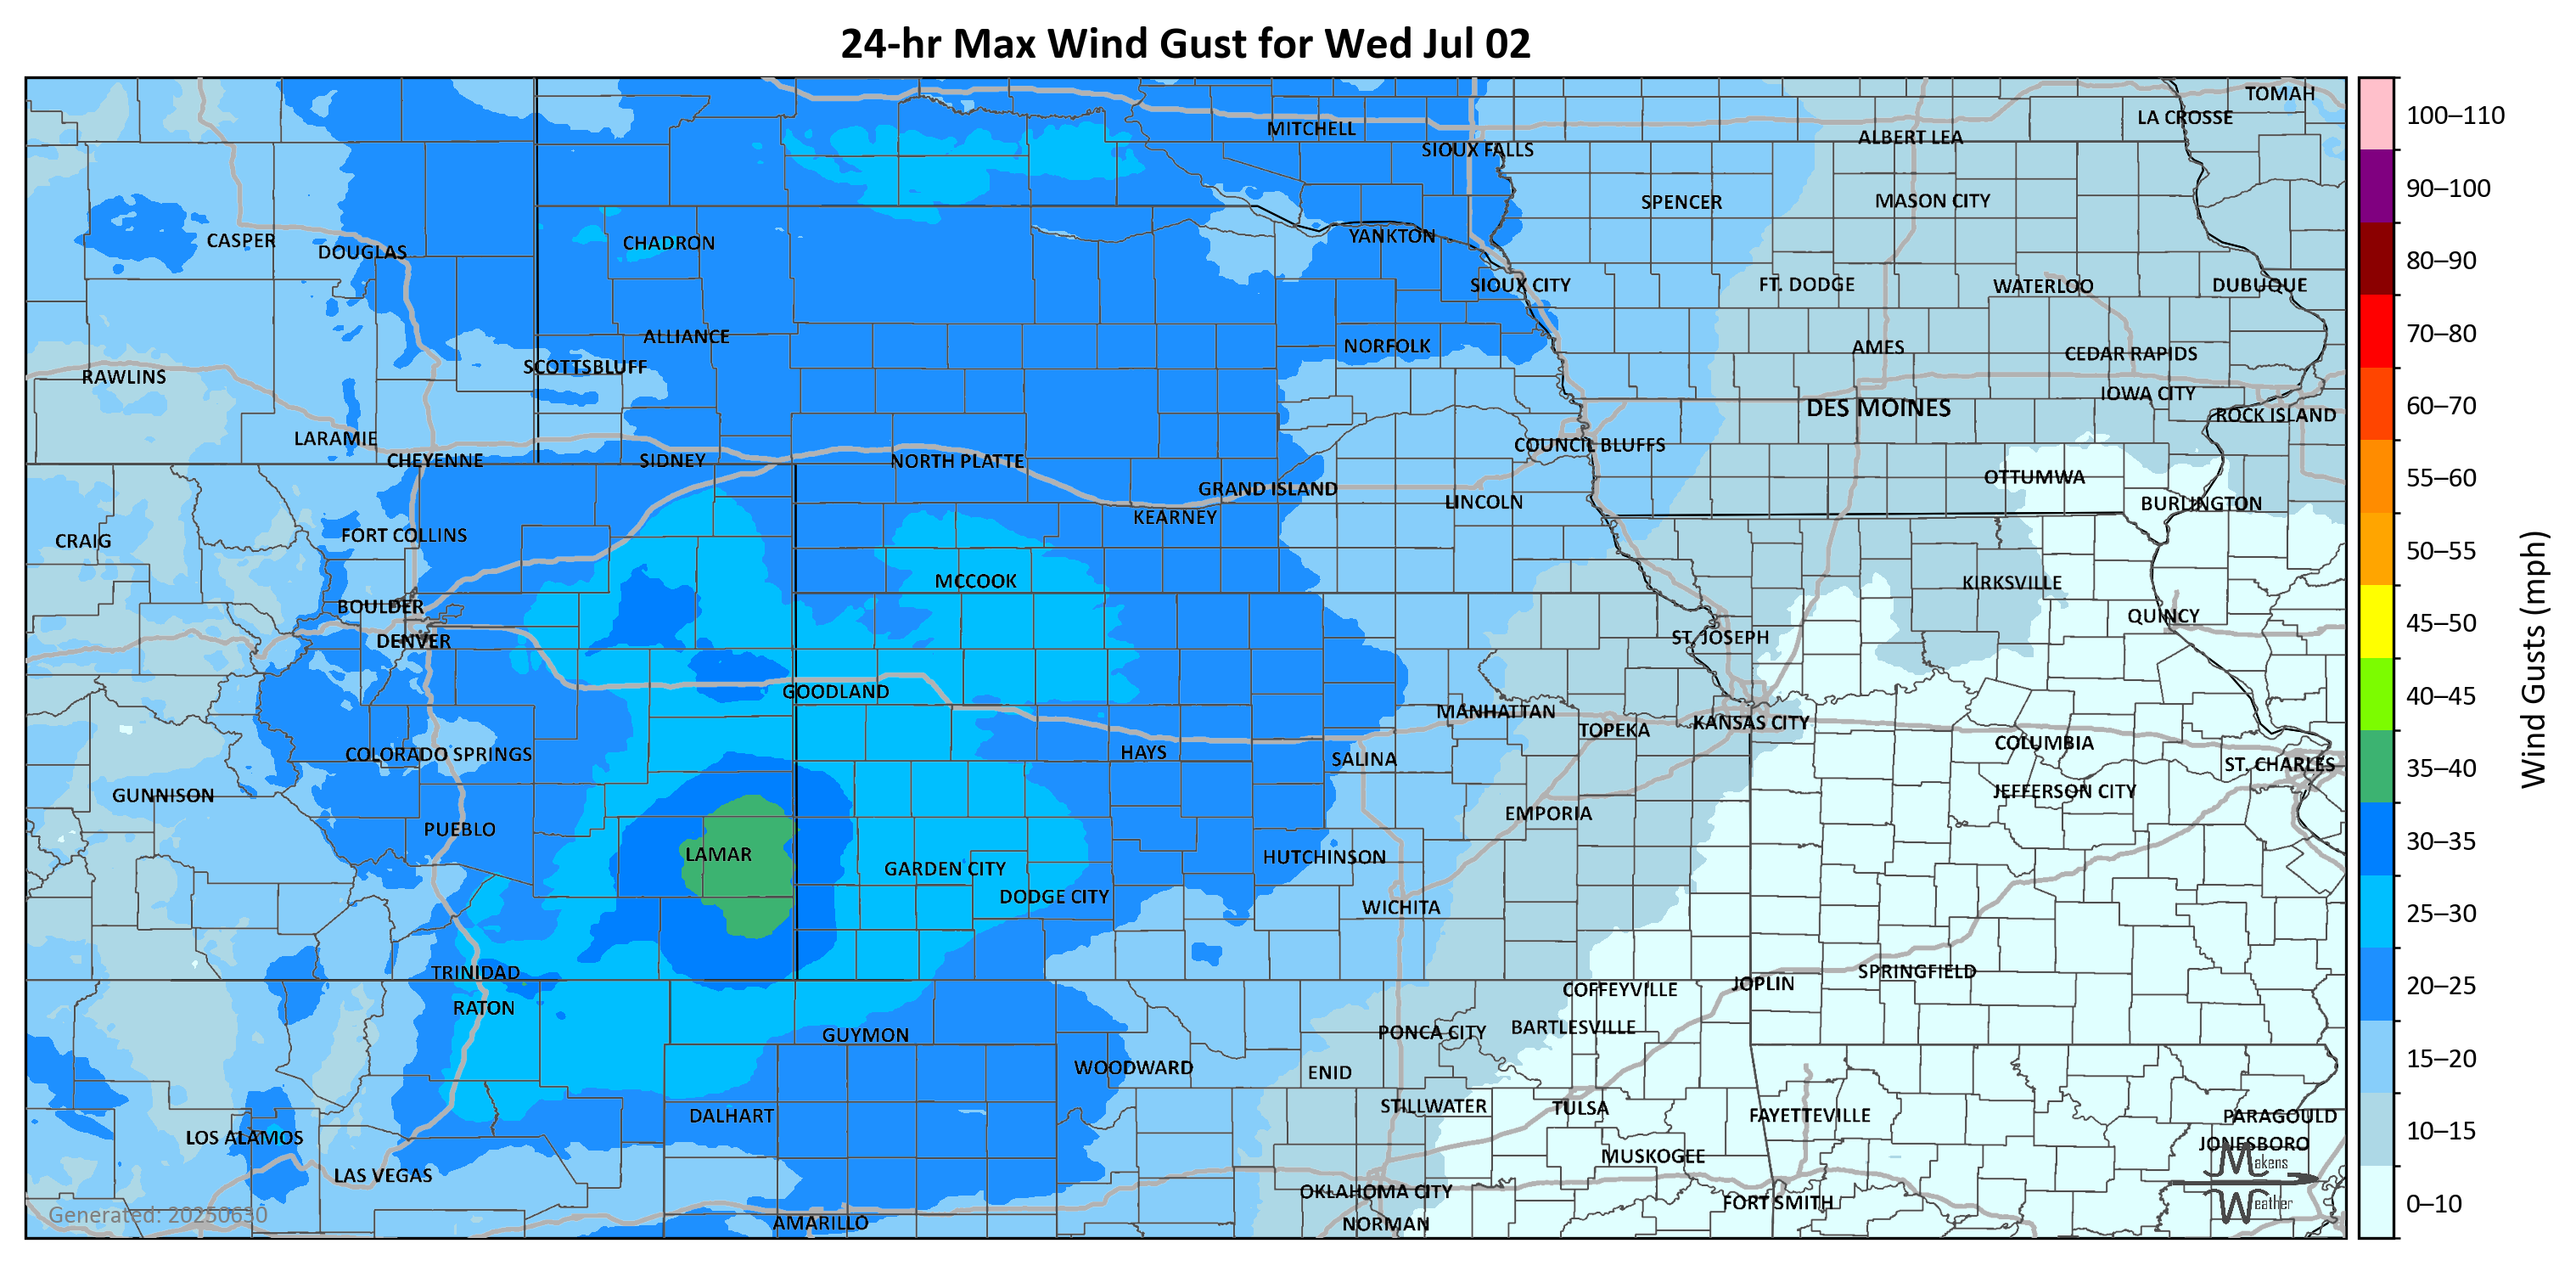 24-hr Max Wind Gust for Wed Jul 02
TOMAH
LA CROSSE
MITCHELL
ALBERT LEA
SIOUX FALLS
SPENCER
MASON CITY
CASPER
DOUGLAS
CHADRON
YANKTON
SIOUX CITY
FT. DODGE
WATERLOO
DUBUQUE
ALLIANCE
NORFOLK
AMES
CEDAR RAPIDS
SCOTTSBLUFF
RAWLINS
IOWA CITY
DES MOINES
ROCK ISLAND
LARAMIE
COUNCIL BLUFFS
CHEYENNE
SIDNEY
NORTH PLATTE
OTTUMWA
GRAND ISLAND
LINCOLN
BURLINGTON
KEARNEY
FORT COLLINS
CRAIG
MCCOOK
KIRKSVILLE
BOULDER
QUINCY
DENVER
ST. JOSEPH
GOODLAND
MANHATTAN
KANSAS CITY
TOPEKA
COLUMBIA
COLORADO SPRINGS
HAYS
SALINA
ST. CHARLES
GUNNISON
JEFFERSON CITY
EMPORIA
PUEBLO
LAMAR
HUTCHINSON
GARDEN CITY
DODGE CITY
WICHITA
TRINIDAD
SPRINGFIELD
JOPLIN
COFFEYVILLE
RATON
BARTLESVILLE
PONCA CITY
GUYMON
WOODWARD
ENID
STILLWATER
TULSA
DALHART
FAYETTEVILLE
PARAGOULD
LOS ALAMOS
JONESBORO
MUSKOGEE
LAS VEGAS
OKLAHOMA CITY
FORT SMITH
AMARILLO
NORMAN
Generated: 20250630
Makens
Weather
100–110
90–100
80–90
70–80
60–70
55–60
50–55
45–50
40–45
35–40
30–35
25–30
20–25
15–20
10–15
0–10
Wind Gusts (mph)